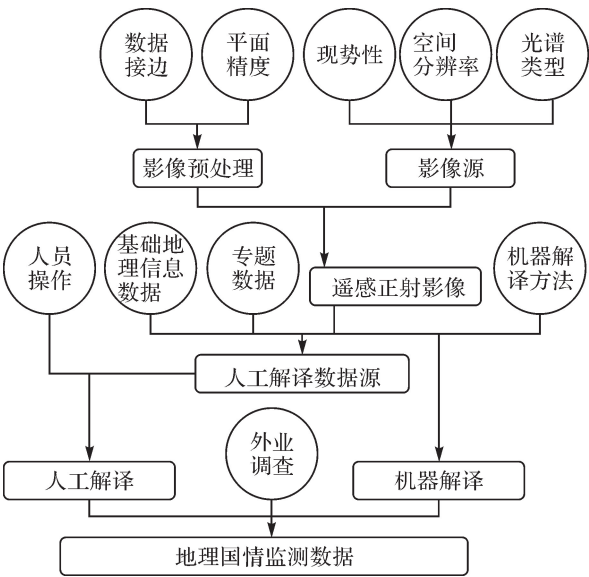 数据
接边
平面
精度
现势性
空间
分辨率
光谱
类型
影像预处理
影像源
人员
操作
基础地
理信息
数据
专题
数据
遥感正射影像
机器解
译方法
人工解译数据源
外业
调查
人工解译
机器解译
地理国情监测数据